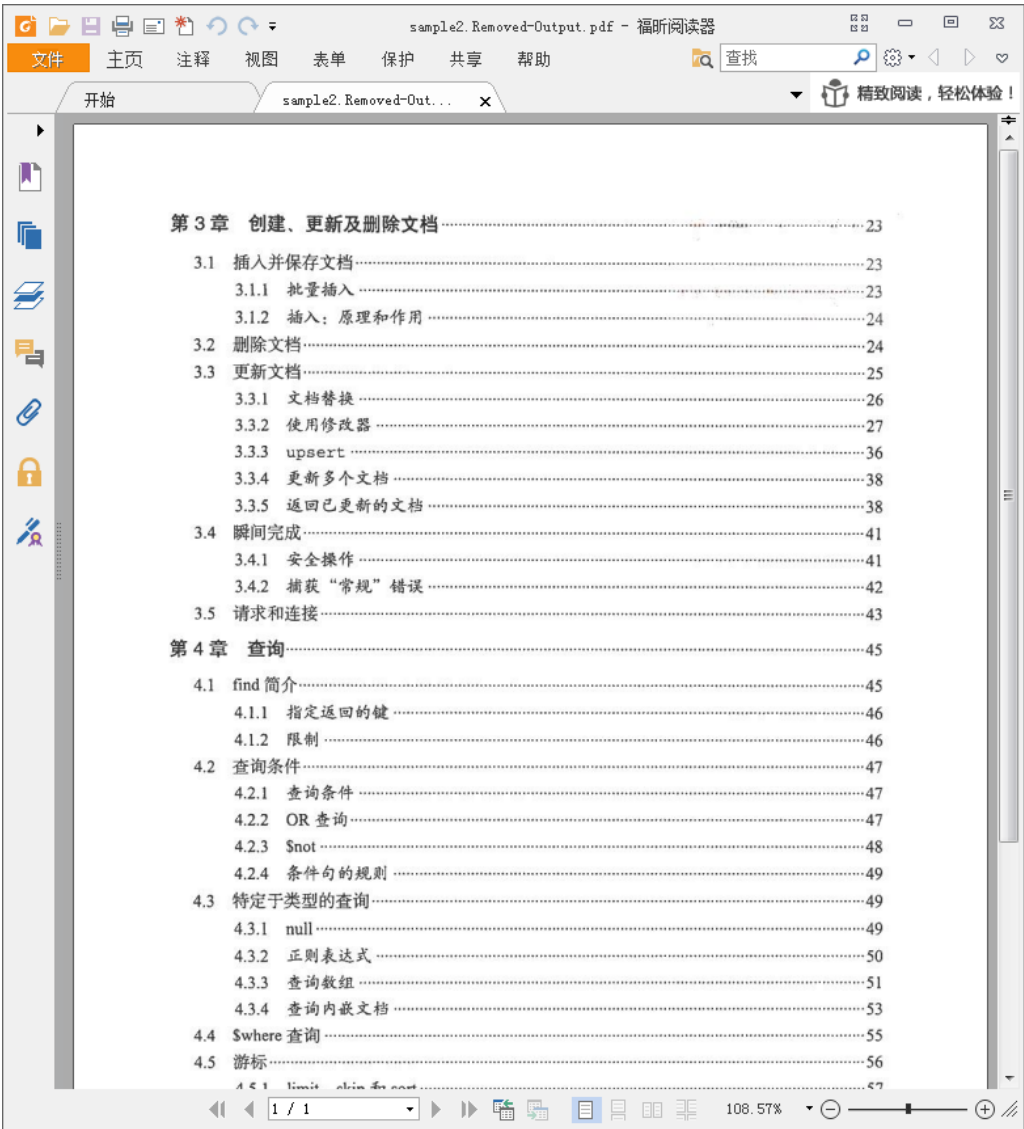 sample2.Removed-Output.pdf - 福昕阅读器
文件 主页 注释 视图 表单 保护 共享 帮助 查找
开始 sample2.Removed-Out... 精致阅读，轻松体验！
第 3 章 创建、更新及删除文档 23
3.1 插入并保存文档 23
3.1.1 批量插入 23
3.1.2 插入：原理和作用 24
3.2 删除文档 24
3.3 更新文档 25
3.3.1 文档替换 26
3.3.2 使用修改器 27
3.3.3 upsert 36
3.3.4 更新多个文档 38
3.3.5 返回已更新的文档 38
3.4 瞬间完成 41
3.4.1 安全操作 41
3.4.2 捕获“常规”错误 42
3.5 请求和连接 43
第 4 章 查询 45
4.1 find 简介 45
4.1.1 指定返回的键 46
4.1.2 限制 46
4.2 查询条件 47
4.2.1 查询条件 47
4.2.2 OR 查询 47
4.2.3 $not 48
4.2.4 条件句的规则 49
4.3 特定于类型的查询 49
4.3.1 null 49
4.3.2 正则表达式 50
4.3.3 查询数组 51
4.3.4 查询内嵌文档 53
4.4 $where 查询 55
4.5 游标 56
4.5.1 limit、skip 和 sort 57
1 / 1 108.57%